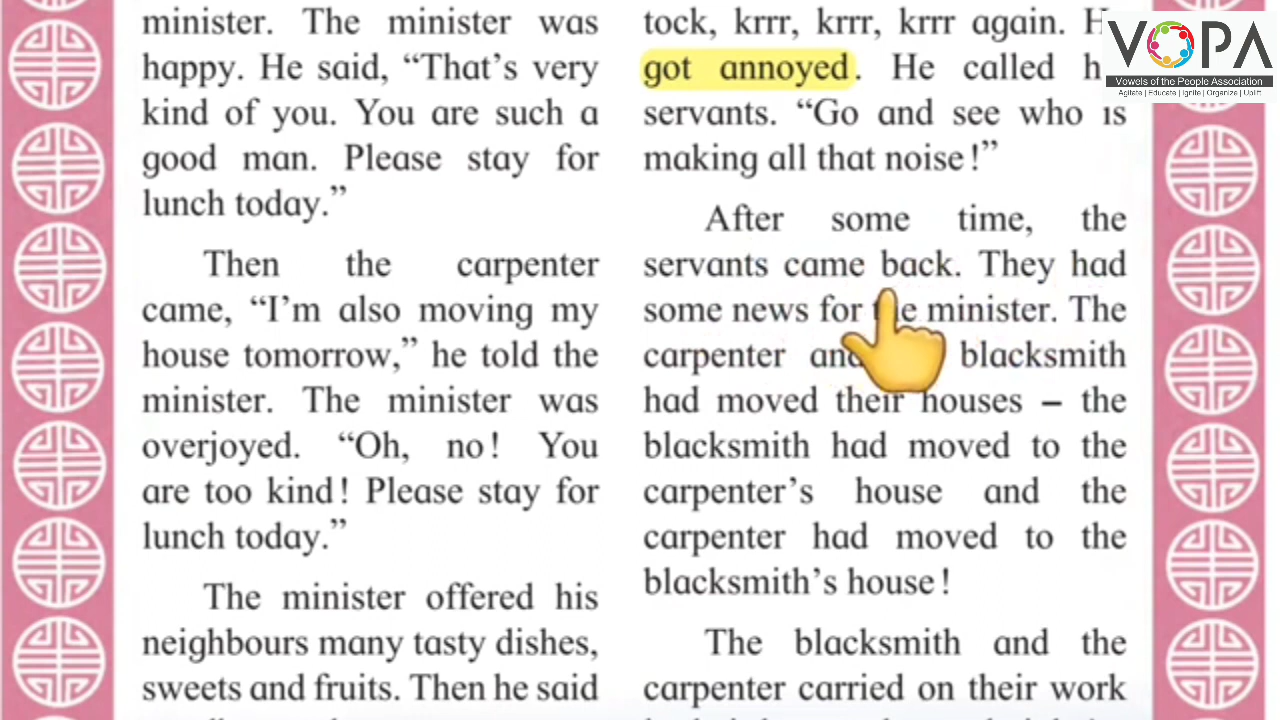 minister. The minister was
happy. He said, “That’s very
kind of you. You are such a
good man. Please stay for
lunch today.”
Then the carpenter
came, “I’m also moving my
house tomorrow,” he told the
minister. The minister was
overjoyed. “Oh, no! You
are too kind! Please stay for
lunch today.”
The minister offered his
neighbours many tasty dishes,
sweets and fruits. Then he said
tock, krrr, krrr, krrr again.
got annoyed. He called
servants. “Go and see who is
making all that noise!”
After some time, the
servants came back. They had
some news for the minister. The
carpenter and blacksmith
had moved their houses – the
blacksmith had moved to the
carpenter’s house and the
carpenter had moved to the
blacksmith’s house!
The blacksmith and the
carpenter carried on their work
VOPA
Vowels of the People Association
Agitate | Educate | Ignite | Organize | Uplift